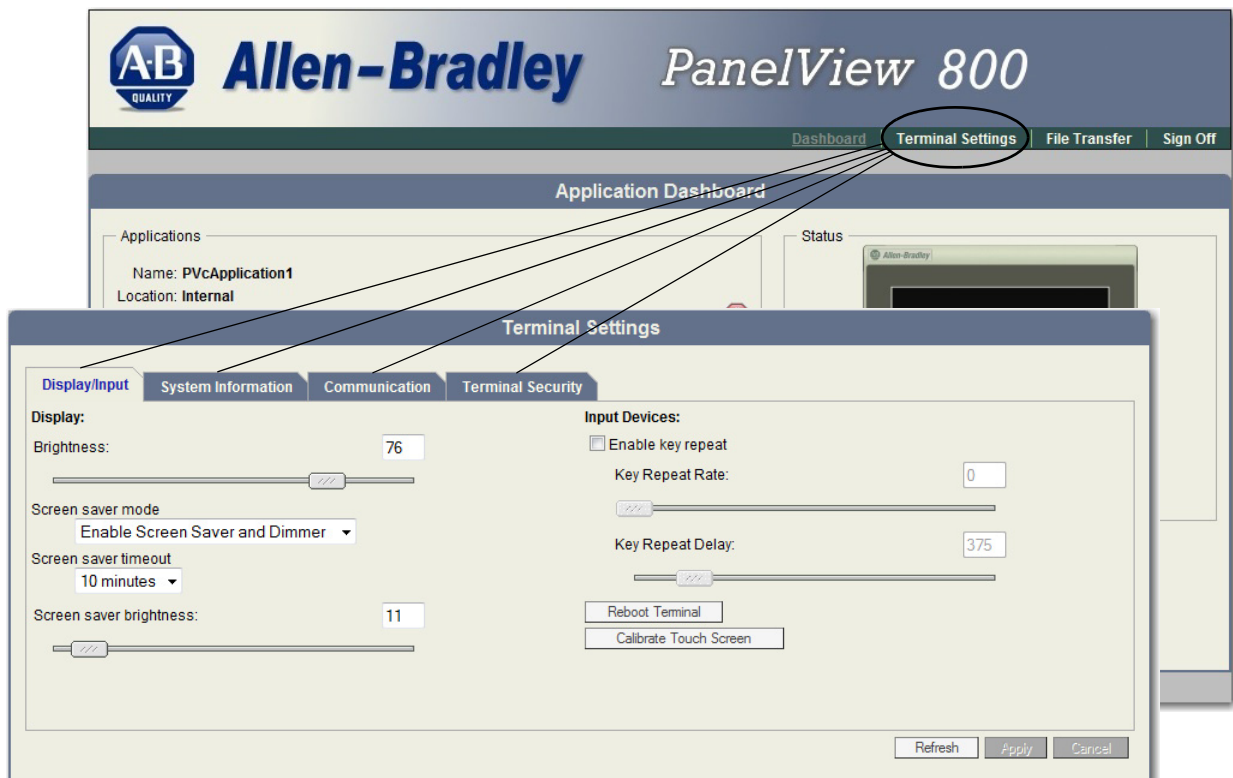 A·B
QUALITY
Allen-Bradley
PanelView 800
Dashboard
Terminal Settings
File Transfer
Sign Off
Application Dashboard
Applications
Name: PVcApplication1
Location: Internal
Status
Allen-Bradley
Terminal Settings
Display/Input
System Information
Communication
Terminal Security
Display:
Brightness:
76
Screen saver mode
Enable Screen Saver and Dimmer
Screen saver timeout
10 minutes
Screen saver brightness:
11
Input Devices:
Enable key repeat
Key Repeat Rate:
0
Key Repeat Delay:
375
Reboot Terminal
Calibrate Touch Screen
Refresh
Apply
Cancel